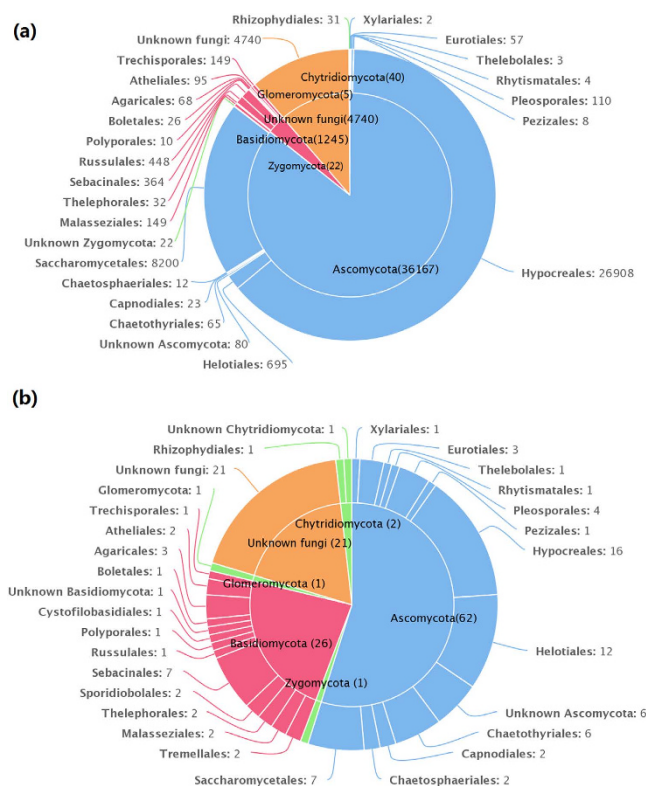 (a)
Rhizophydiales: 31
Xylariales: 2
Unknown fungi: 4740
Eurotiales: 57
Trechisporales: 149
Thelebolales: 3
Atheliales: 95
Rhytismatales: 4
Agaricales: 68
Pleosporales: 110
Boletales: 26
Pezizales: 8
Polyporales: 10
Russulales: 448
Sebacinales: 364
Thelephorales: 32
Malasseziales: 149
Unknown Zygomycota: 22
Saccharomycetales: 8200
Chaetosphaeriales: 12
Capnodiales: 23
Chaetothyriales: 65
Unknown Ascomycota: 80
Helotiales: 695
Hypocreales: 26908
Chytridiomycota(40)
Glomeromycota(5)
Unknown fungi(4740)
Basidiomycota(1245)
Zygomycota(22)
Ascomycota(36167)
(b)
Unknown Chytridiomycota: 1
Xylariales: 1
Rhizophydiales: 1
Eurotiales: 3
Unknown fungi: 21
Thelebolales: 1
Glomeromycota: 1
Rhytismatales: 1
Trechisporales: 1
Pleosporales: 4
Atheliales: 2
Pezizales: 1
Agaricales: 3
Hypocreales: 16
Boletales: 1
Unknown Basidiomycota: 1
Cystofilobasidiales: 1
Polyporales: 1
Russulales: 1
Helotiales: 12
Sebacinales: 7
Sporidiobolales: 2
Thelephorales: 2
Unknown Ascomycota: 6
Malasseziales: 2
Chaetothyriales: 6
Tremellales: 2
Capnodiales: 2
Saccharomycetales: 7
Chaetosphaeriales: 2
Chytridiomycota (2)
Unknown fungi (21)
Glomeromycota (1)
Ascomycota(62)
Basidiomycota (26)
Zygomycota (1)